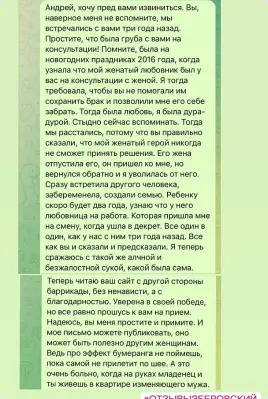 Андрей, хочу пред вами извиниться. Вы,
наверное меня не вспомните, мы
встречались с вами три года назад.
Простите, что была груба с вами на
консультации! Помните, была на
новогодних праздниках 2016 года, когда
узнала что мой женатый любовник был у
вас на консультации с женой. Я тогда
требовала, чтобы вы не помогали им
сохранить брак и позволили мне его себе
забрать. Тогда была любовь, я была дура-
дурой. Стыдно сейчас вспоминать. Тогда
мы расстались, потому что вы правильно
сказали, что мой женатый герой никогда
не сможет принять решения. Его жена
отпустила его, он пришел ко мне, но
вернулся обратно и я уволилась от него.
Сразу встретила другого человека,
забеременела, создали семью. Ребенку
скоро будет два года, узнаю что у него
любовница на работа. Которая пришла мне
на смену, когда ушла в декрет. Все один в
один, как у нас с ним три года назад. Все
как вы и сказали и предсказали. Я теперь
сражаюсь с такой же алчной и
безжалостной сукой, какой была сама.
Теперь читаю ваш сайт с другой стороны
баррикады, без ненависти, а с
благодарностью. Уверена в своей победе,
но все равно прошусь к вам на прием.
Надеюсь, вы меня простите и примите. И
мое письмо можете публиковать, оно
может быть полезно другим женщинам.
Ведь про эффект бумеранга не поймешь,
пока самой не прилетит по шее. А это
очень больно, когда на руках младенец и
ты живешь в квартире изменяющего мужа.
#ОТЗЫВЫЗБЕРОВСКИЙ